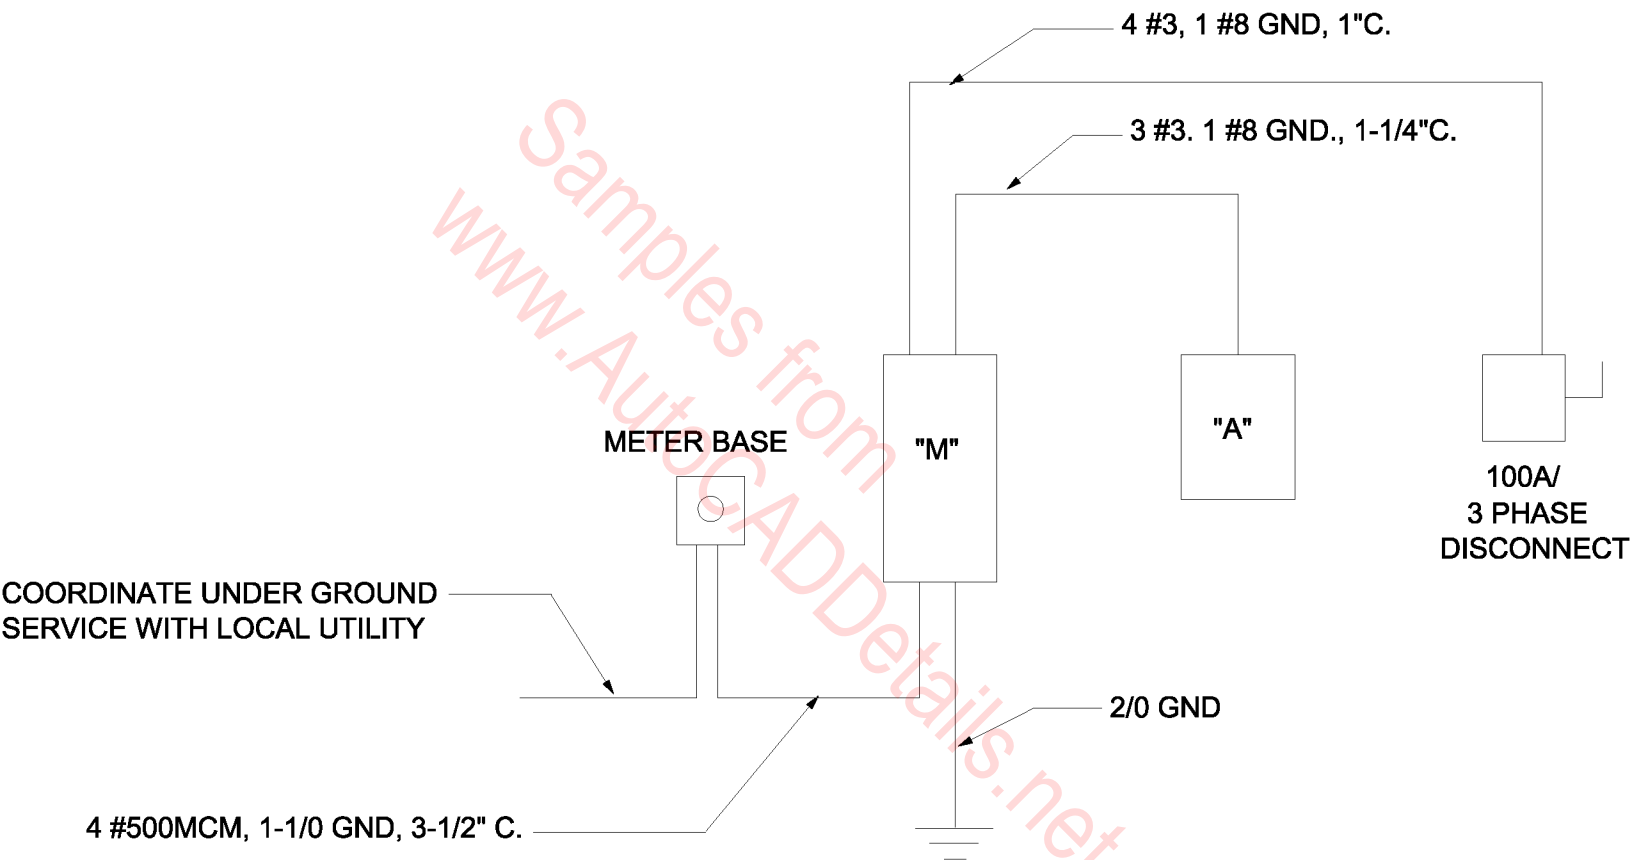 4 #3, 1 #8 GND, 1"C.
3 #3. 1 #8 GND., 1-1/4"C.
METER BASE
"M"
"A"
100A/
3 PHASE
DISCONNECT
COORDINATE UNDER GROUND
SERVICE WITH LOCAL UTILITY
2/0 GND
4 #500MCM, 1-1/0 GND, 3-1/2" C.
Samples from
www.AutoCADDetails.net